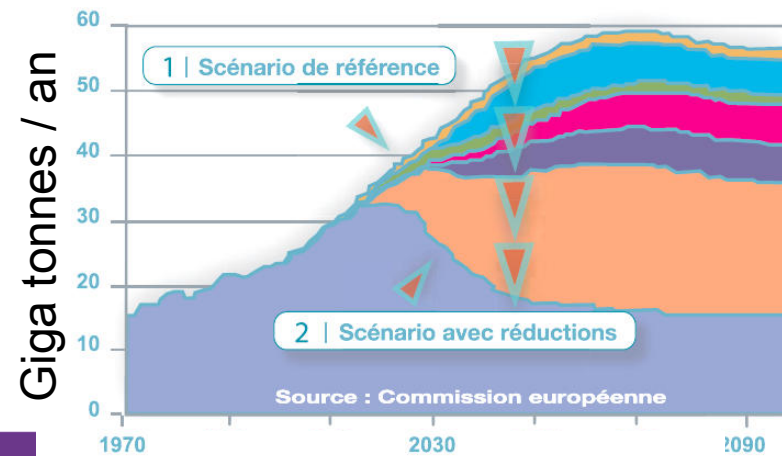 Giga tonnes / an
60
50
40
30
20
10
0
1 | Scénario de référence
2 | Scénario avec réductions
Source : Commission européenne
1970
2030
2090